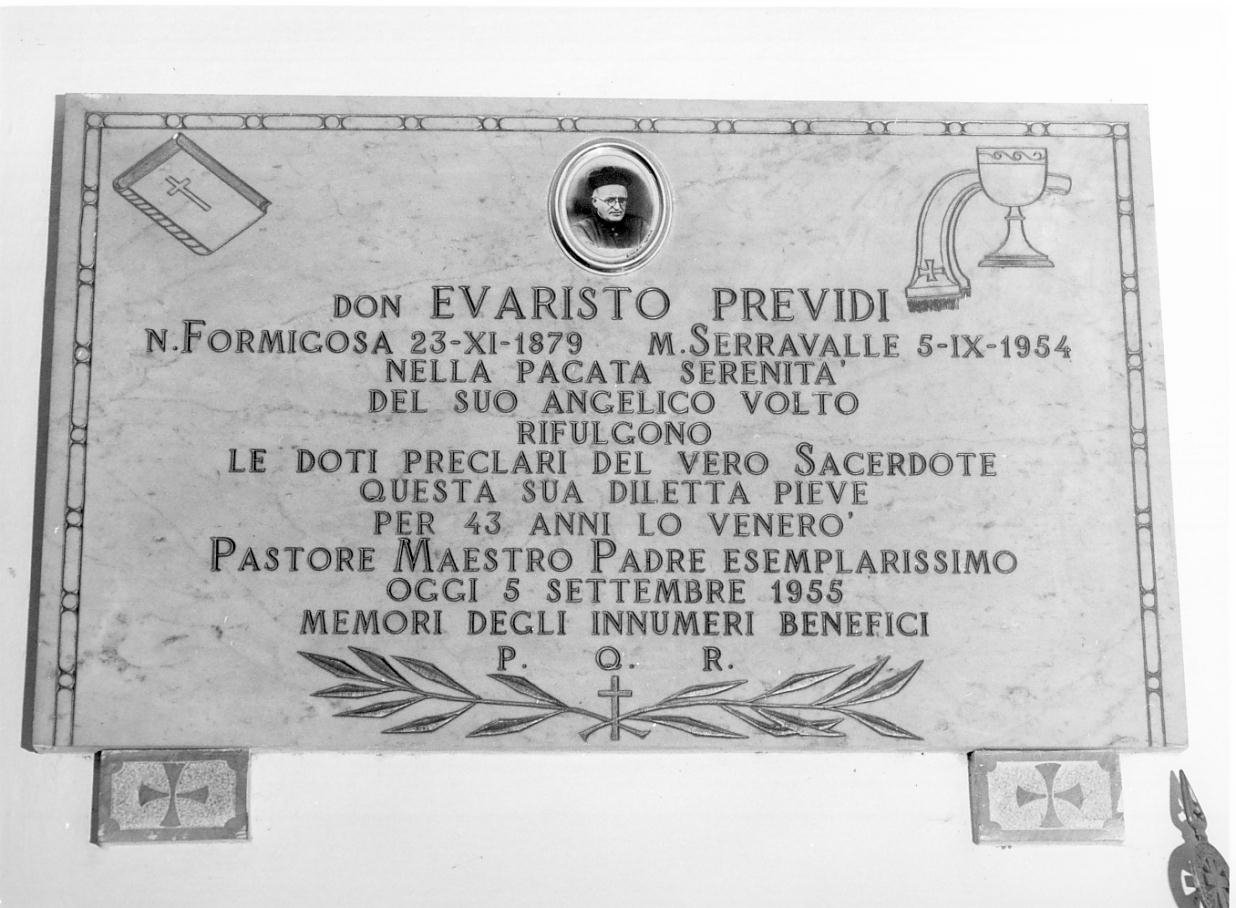 DON EVARISTO PREVIDI
N.FORMIGOSA 23-XI-1879 M.SERRAVALLE 5-IX-1954
NELLA PACATA SERENITA'
DEL SUO ANGELICO VOLTO
RIFULGONO
LE DOTI PRECLARI DEL VERO SACERDOTE
QUESTA SUA DILETTA PIEVE
PER 43 ANNI LO VENERO'
PASTORE MAESTRO PADRE ESEMPLARISSIMO
OGGI 5 SETTEMBRE 1955
MEMORI DEGLI INNUMERI BENEFICI
P. Q. R.